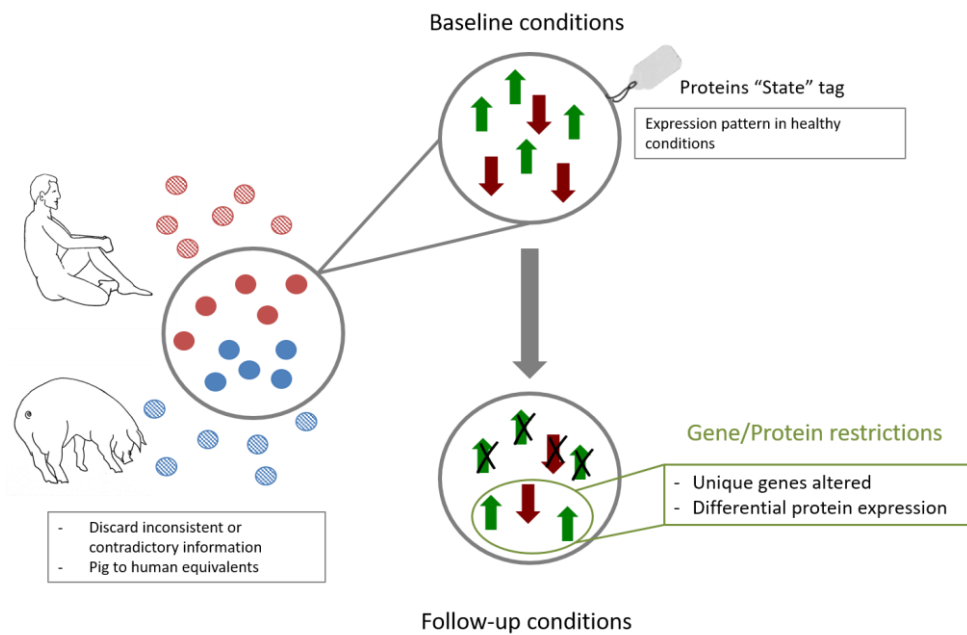 Baseline conditions
Proteins “State” tag
Expression pattern in healthy
conditions
- Discard inconsistent or
contradictory information
- Pig to human equivalents
Gene/Protein restrictions
- Unique genes altered
- Differential protein expression
Follow-up conditions